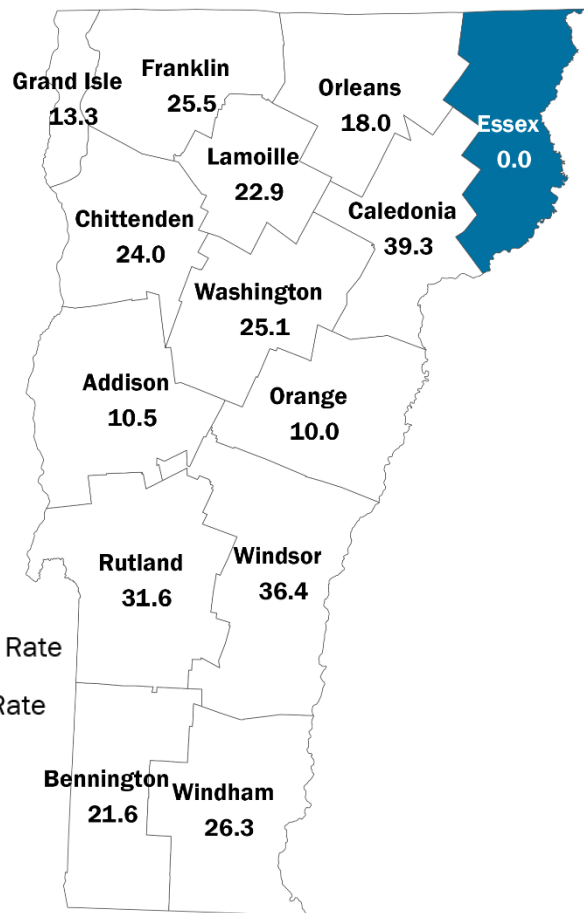 Grand Isle
13.3
Franklin
25.5
Orleans
18.0
Essex
0.0
Lamoille
22.9
Caledonia
39.3
Chittenden
24.0
Washington
25.1
Addison
10.5
Orange
10.0
Rutland
31.6
Windsor
36.4
Rate
Rate
Bennington
21.6
Windham
26.3